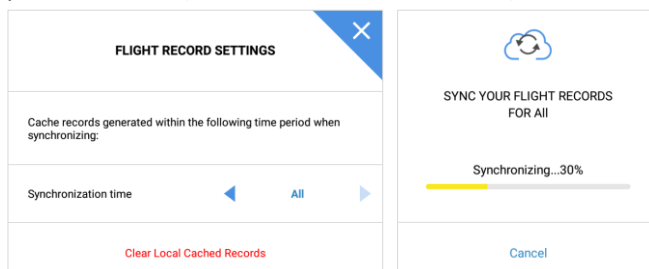 FLIGHT RECORD SETTINGS
Cache records generated within the following time period when
synchronizing:
Synchronization time
All
Clear Local Cached Records
SYNC YOUR FLIGHT RECORDS
FOR All
Synchronizing...30%
Cancel